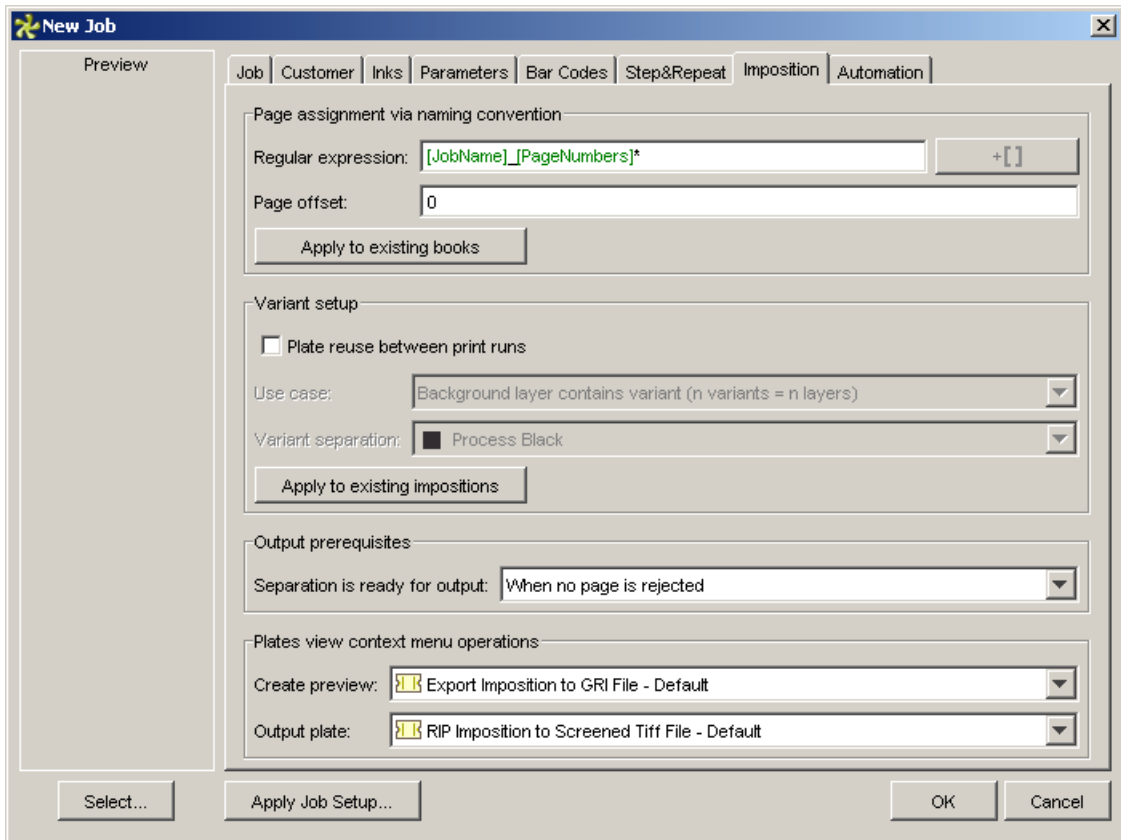 New Job
Preview
Job Customer Inks Parameters Bar Codes Step&Repeat Imposition Automation
Page assignment via naming convention
Regular expression: [JobName]_[PageNumbers]* +[]
Page offset: 0
Apply to existing books
Variant setup
Plate reuse between print runs
Use case: Background layer contains variant (n variants = n layers)
Variant separation: Process Black
Apply to existing impositions
Output prerequisites
Separation is ready for output: When no page is rejected
Plates view context menu operations
Create preview: Export Imposition to GRI File - Default
Output plate: RIP Imposition to Screened Tiff File - Default
Select... Apply Job Setup... OK Cancel